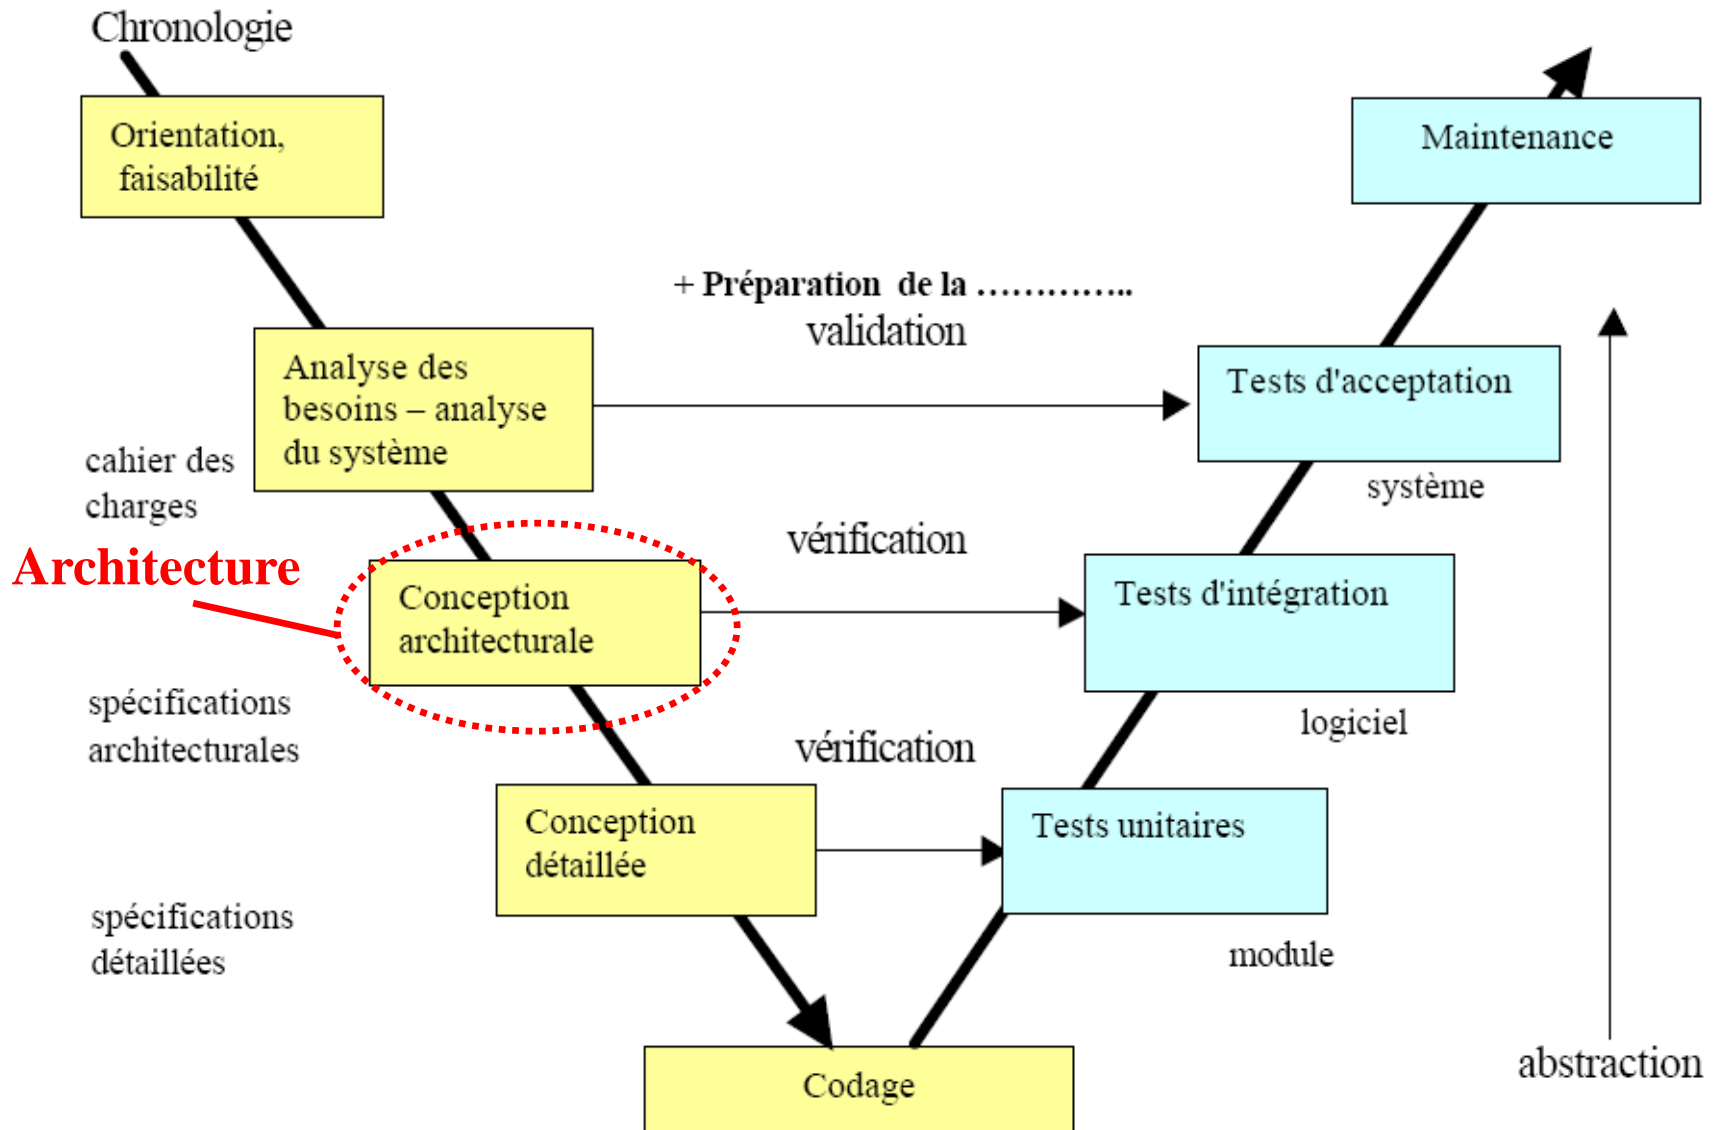 Chronologie
Orientation,
faisabilité
Maintenance
+ Préparation de la …………..
validation
Analyse des
besoins – analyse
du système
Tests d'acceptation
cahier des
charges
système
vérification
Architecture
Conception
architecturale
Tests d'intégration
spécifications
architecturales
logiciel
vérification
Conception
détaillée
Tests unitaires
spécifications
détaillées
module
abstraction
Codage